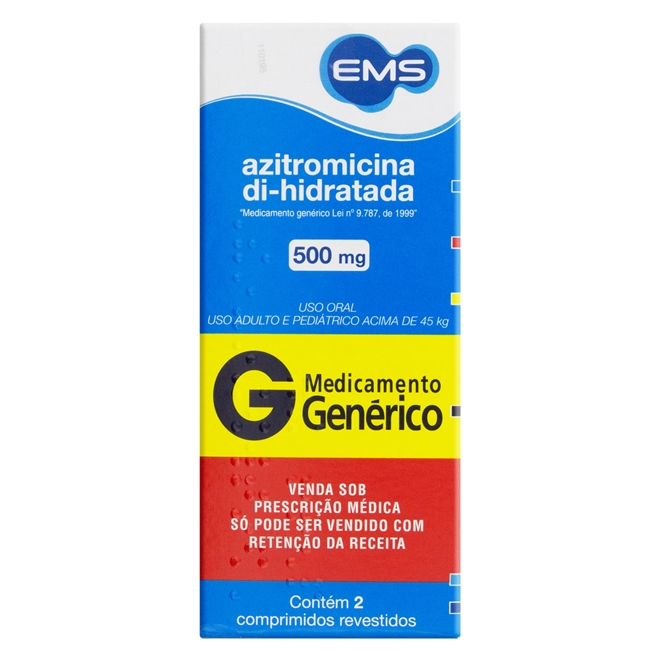 EMS
azitromicina
di-hidratada
"Medicamento genérico Lei nº 9.787, de 1999"
500 mg
USO ORAL
USO ADULTO E PEDIÁTRICO ACIMA DE 45 kg
G
Medicamento
Genérico
VENDA SOB
PRESCRIÇÃO MÉDICA
SÓ PODE SER VENDIDO COM
RETENÇÃO DA RECEITA
Contém 2
comprimidos revestidos